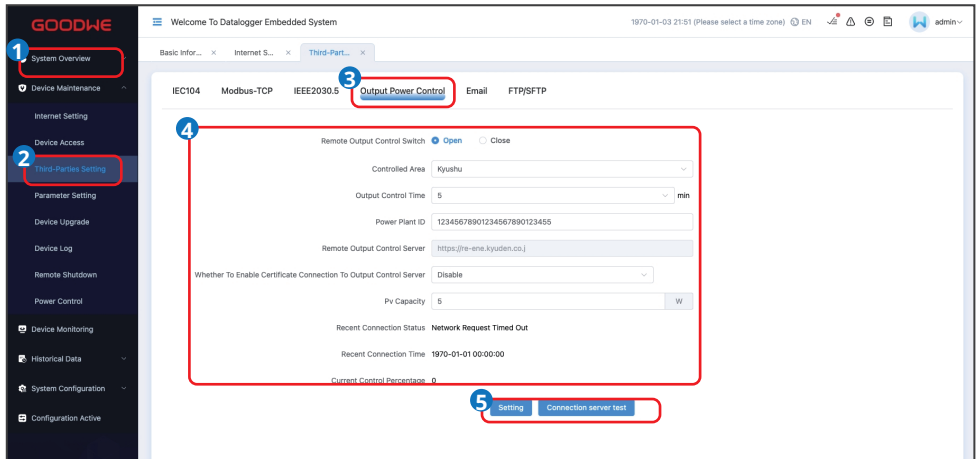 GOODWE
Welcome To Datalogger Embedded System
1970-01-03 21:51 (Please select a time zone) EN
admin
1
System Overview
Device Maintenance
Internet Setting
Device Access
2
Third-Parties Setting
Parameter Setting
Device Upgrade
Device Log
Remote Shutdown
Power Control
Device Monitoring
Historical Data
System Configuration
Configuration Active
Basic Infor... × Internet S... × Third-Part... ×
3
IEC104 Modbus-TCP IEEE2030.5 Output Power Control Email FTP/SFTP
4
Remote Output Control Switch Open Close
Controlled Area Kyushu
Output Control Time 5 min
Power Plant ID 12345678901234567890123455
Remote Output Control Server https://re-ene.kyuden.co.j
Whether To Enable Certificate Connection To Output Control Server Disable
Pv Capacity 5 W
Recent Connection Status Network Request Timed Out
Recent Connection Time 1970-01-01 00:00:00
Current Control Percentage 0
5
Setting Connection server test